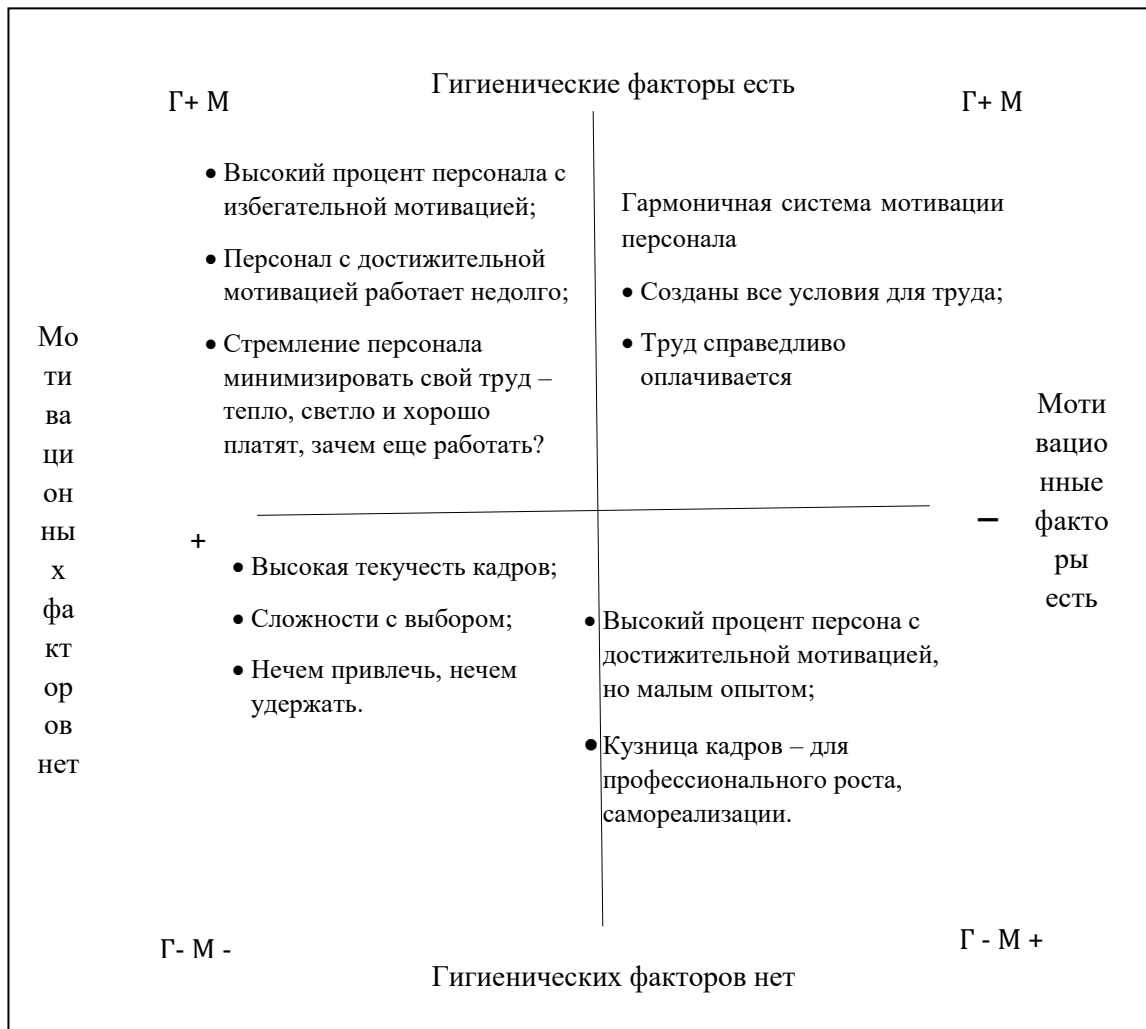 Гигиенические факторы есть
Г+ М
Г+ М
• Высокий процент персонала с
избегательной мотивацией;
• Персонал с достижительной
мотивацией работает недолго;
• Стремление персонала
минимизировать свой труд –
тепло, светло и хорошо
платят, зачем еще работать?
Гармоничная система мотивации
персонала
• Созданы все условия для труда;
• Труд справедливо
оплачивается
Мо
ти
ва
ци
он
ны
х
фа
кт
ор
ов
нет
Моти
вацио
нные
факто
ры
есть
+
–
• Высокая текучесть кадров;
• Сложности с выбором;
• Нечем привлечь, нечем
удержать.
• Высокий процент персона с
достижительной мотивацией,
но малым опытом;
• Кузница кадров – для
профессионального роста,
самореализации.
Г- М -
Г - М +
Гигиенических факторов нет